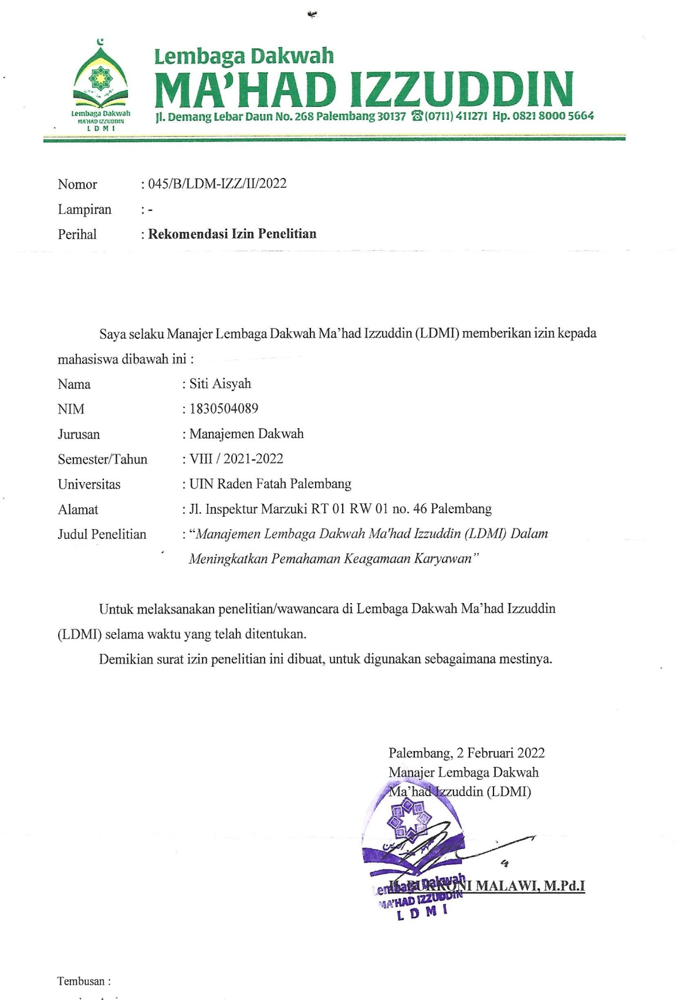 Lembaga Dakwah
MA'HAD IZZUDDIN
Jl. Demang Lebar Daun No. 268 Palembang 30137 ☎(0711) 411271 Hp. 0821 8000 5664
Lembaga Dakwah
MA'HAD IZZUDDIN
L D M I
Nomor : 045/B/LDM-IZZ/II/2022
Lampiran : -
Perihal : Rekomendasi Izin Penelitian
Saya selaku Manajer Lembaga Dakwah Ma'had Izzuddin (LDMI) memberikan izin kepada
mahasiswa dibawah ini :
Nama : Siti Aisyah
NIM : 1830504089
Jurusan : Manajemen Dakwah
Semester/Tahun : VIII / 2021-2022
Universitas : UIN Raden Fatah Palembang
Alamat : Jl. Inspektur Marzuki RT 01 RW 01 no. 46 Palembang
Judul Penelitian : “Manajemen Lembaga Dakwah Ma'had Izzuddin (LDMI) Dalam
Meningkatkan Pemahaman Keagamaan Karyawan”
Untuk melaksanakan penelitian/wawancara di Lembaga Dakwah Ma'had Izzuddin
(LDMI) selama waktu yang telah ditentukan.
Demikian surat izin penelitian ini dibuat, untuk digunakan sebagaimana mestinya.
Palembang, 2 Februari 2022
Manajer Lembaga Dakwah
Ma'had Izzuddin (LDMI)
MALAWI, M.Pd.I
Lembaga Dakwah
MA'HAD IZZUDDIN
L D M I
Tembusan :